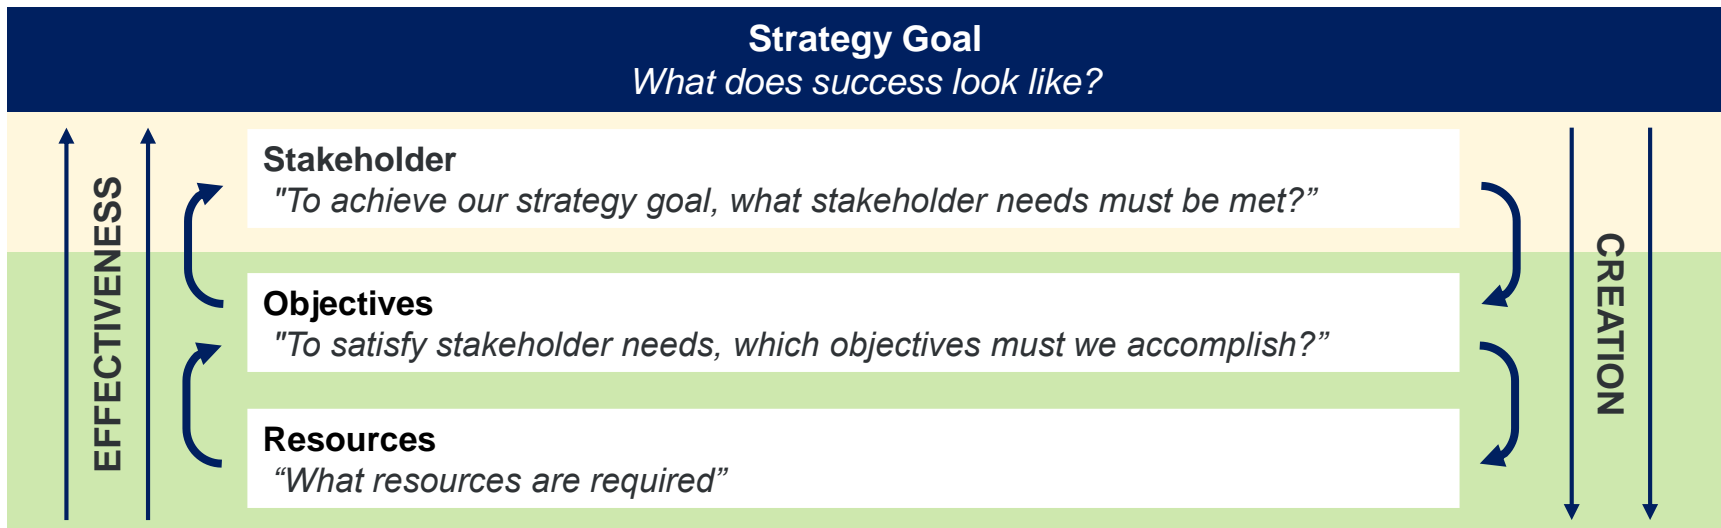 Strategy Goal
What does success look like?
EFFECTIVENESS
Stakeholder
"To achieve our strategy goal, what stakeholder needs must be met?”
Objectives
"To satisfy stakeholder needs, which objectives must we accomplish?”
Resources
“What resources are required”
CREATION